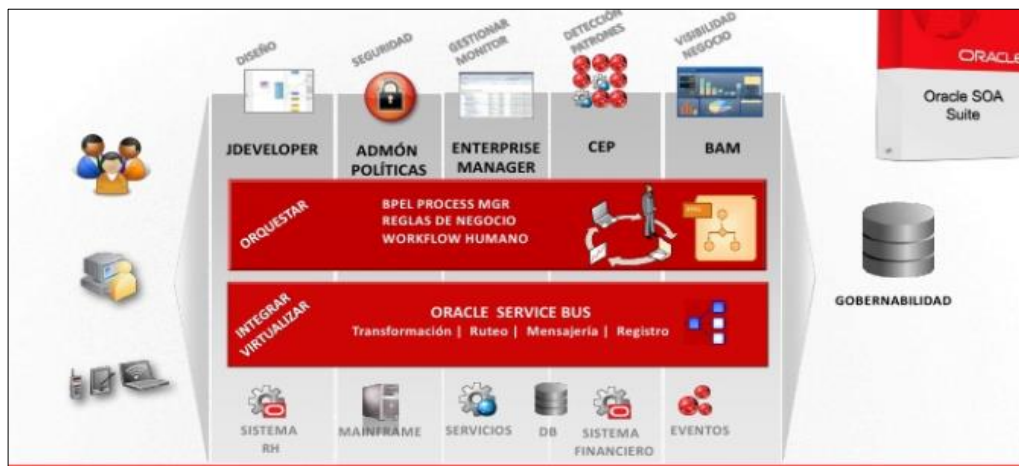 DISEÑO
SEGURIDAD
GESTIONAR
MONITOR
DETECCIÓN
PATRONES
VISIBILIDAD
NEGOCIO
ORACLE
Oracle SOA
Suite
JDEVELOPER
ADMÓN
POLÍTICAS
ENTERPRISE
MANAGER
CEP
BAM
ORQUESTAR
BPEL PROCESS MGR
REGLAS DE NEGOCIO
WORKFLOW HUMANO
BPEL
GOBERNABILIDAD
INTEGRAR
VIRTUALIZAR
ORACLE SERVICE BUS
Transformación | Ruteo | Mensajería | Registro
SISTEMA
RH
MAINFRAME
SERVICIOS
DB
SISTEMA
FINANCIERO
EVENTOS